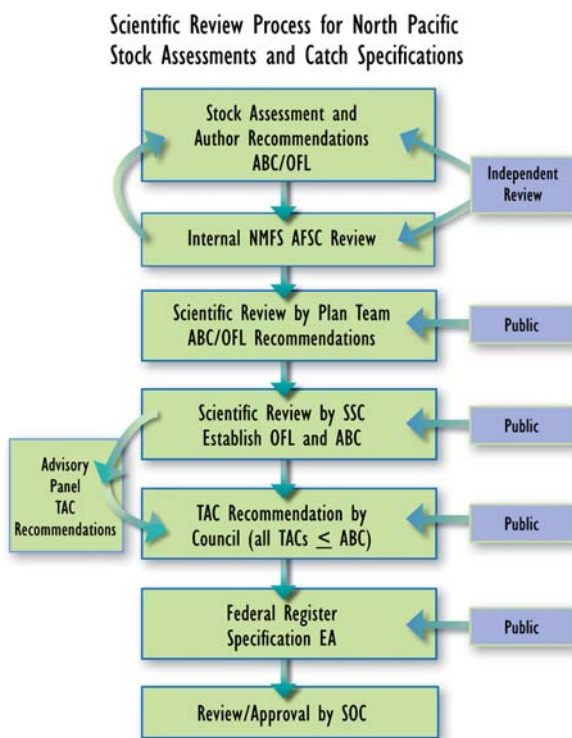 Scientific Review Process for North Pacific
Stock Assessments and Catch Specifications
Stock Assessment and
Author Recommendations
ABC/OFL
Independent
Review
Internal NMFS AFSC Review
Scientific Review by Plan Team
ABC/OFL Recommendations
Public
Scientific Review by SSC
Establish OFL and ABC
Public
Advisory
Panel
TAC
Recommendations
TAC Recommendation by
Council (all TACs ≤ ABC)
Public
Federal Register
Specification EA
Public
Review/Approval by SOC